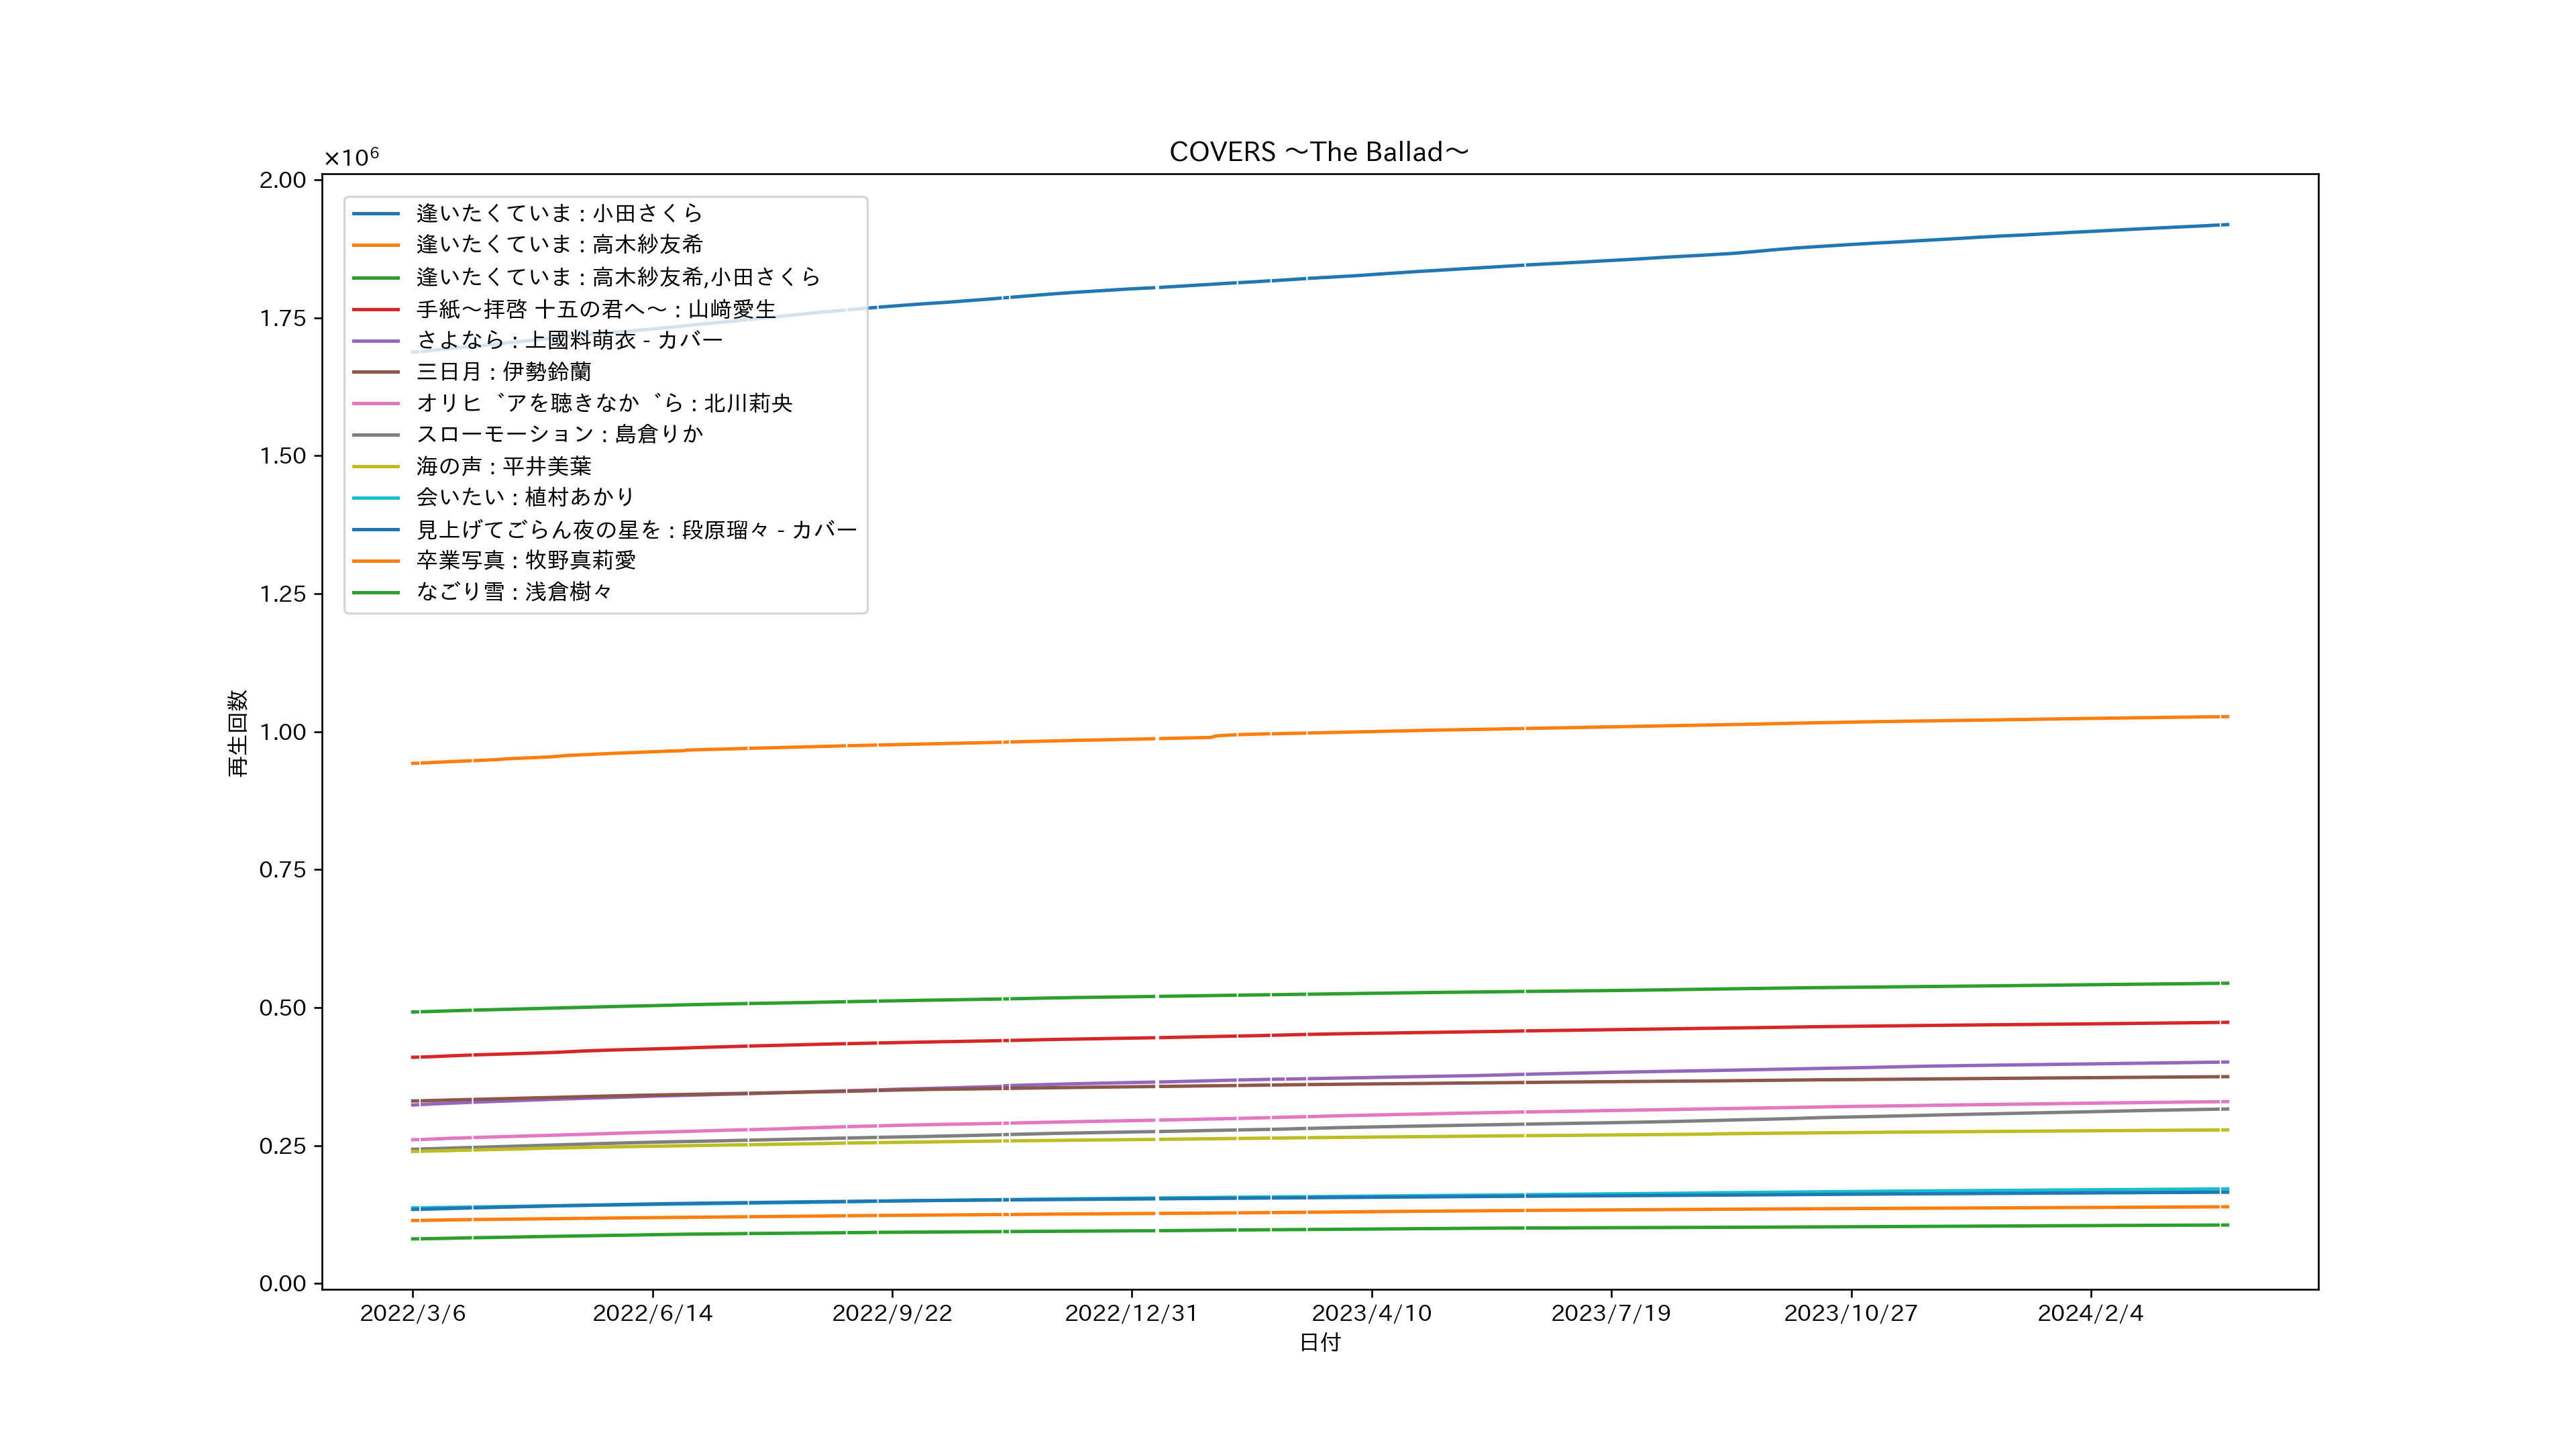 COVERS ～The Ballad～
×10⁶
2.00
1.75
1.50
1.25
1.00
0.75
0.50
0.25
0.00
再生回数
逢いたくていま : 小田さくら
逢いたくていま : 高木紗友希
逢いたくていま : 高木紗友希,小田さくら
手紙～拝啓 十五の君へ～ : 山﨑愛生
さよなら : 上國料萌衣 - カバー
三日月 : 伊勢鈴蘭
オリビアを聴きながら : 北川莉央
スローモーション : 島倉りか
海の声 : 平井美葉
会いたい : 植村あかり
見上げてごらん夜の星を : 段原瑠々 - カバー
卒業写真 : 牧野真莉愛
なごり雪 : 浅倉樹々
2022/3/6
2022/6/14
2022/9/22
2022/12/31
2023/4/10
2023/7/19
2023/10/27
2024/2/4
日付